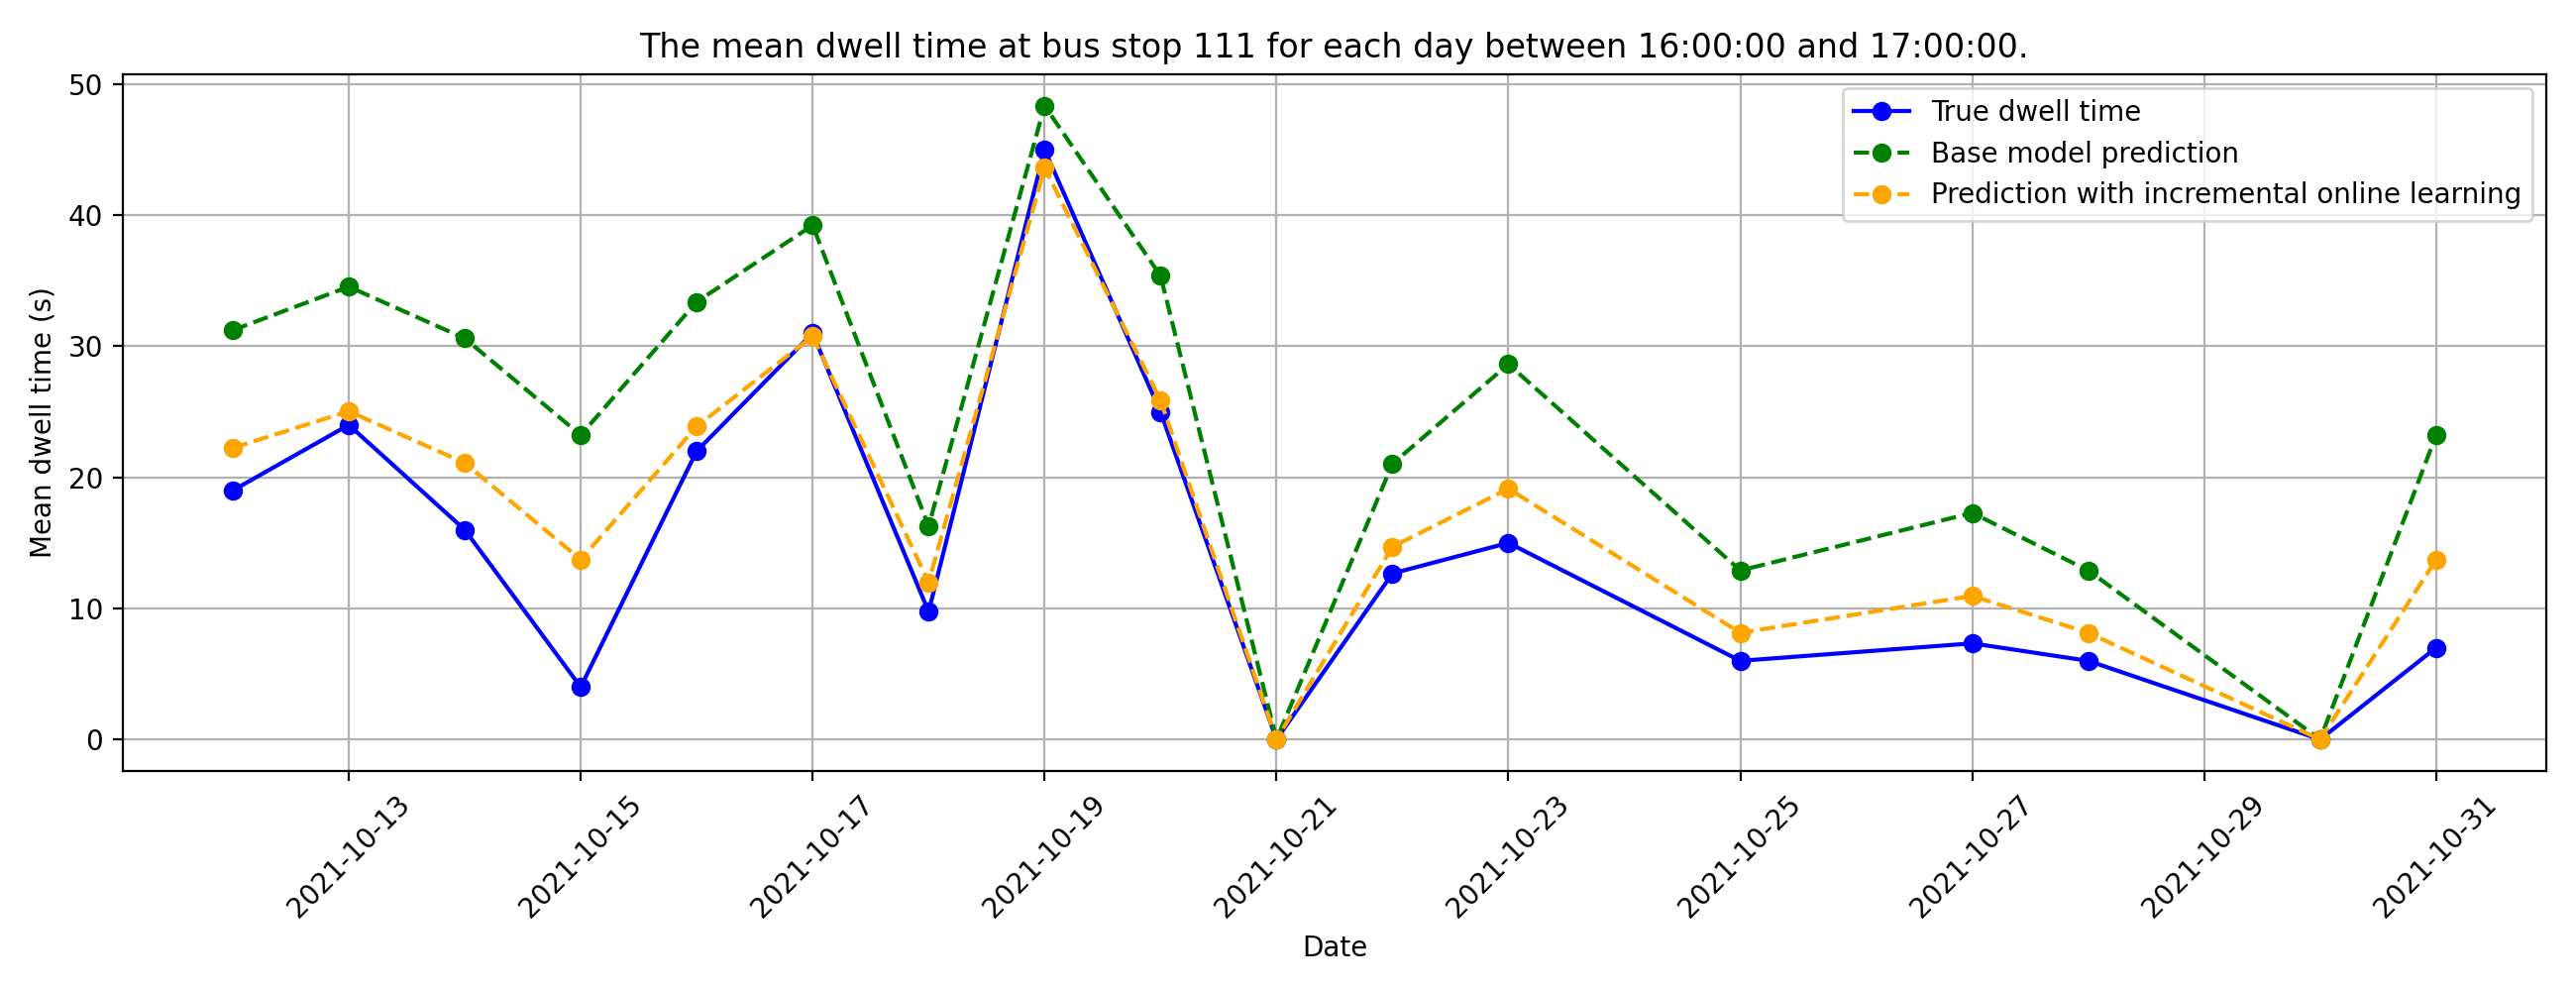 The mean dwell time at bus stop 111 for each day between 16:00:00 and 17:00:00.
True dwell time
Base model prediction
Prediction with incremental online learning
Mean dwell time (s)
50
40
30
20
10
0
2021-10-13
2021-10-15
2021-10-17
2021-10-19
2021-10-21
2021-10-23
2021-10-25
2021-10-27
2021-10-29
2021-10-31
Date